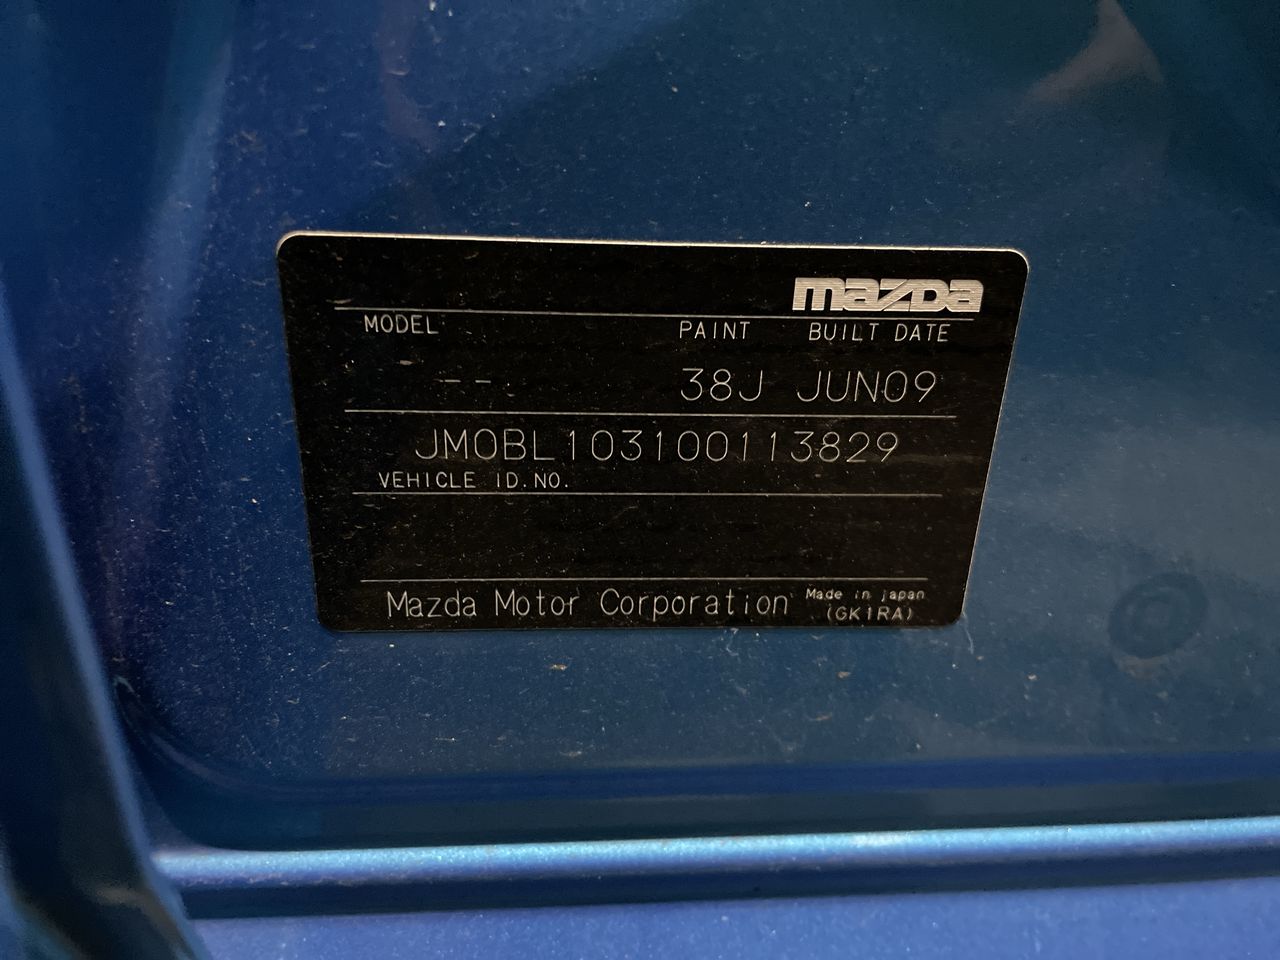 mazda
MODEL PAINT BUILT DATE
-- 38J JUN09
JM0BL103100113829
VEHICLE ID.NO.
Mazda Motor Corporation Made in Japan
(GK1RA)